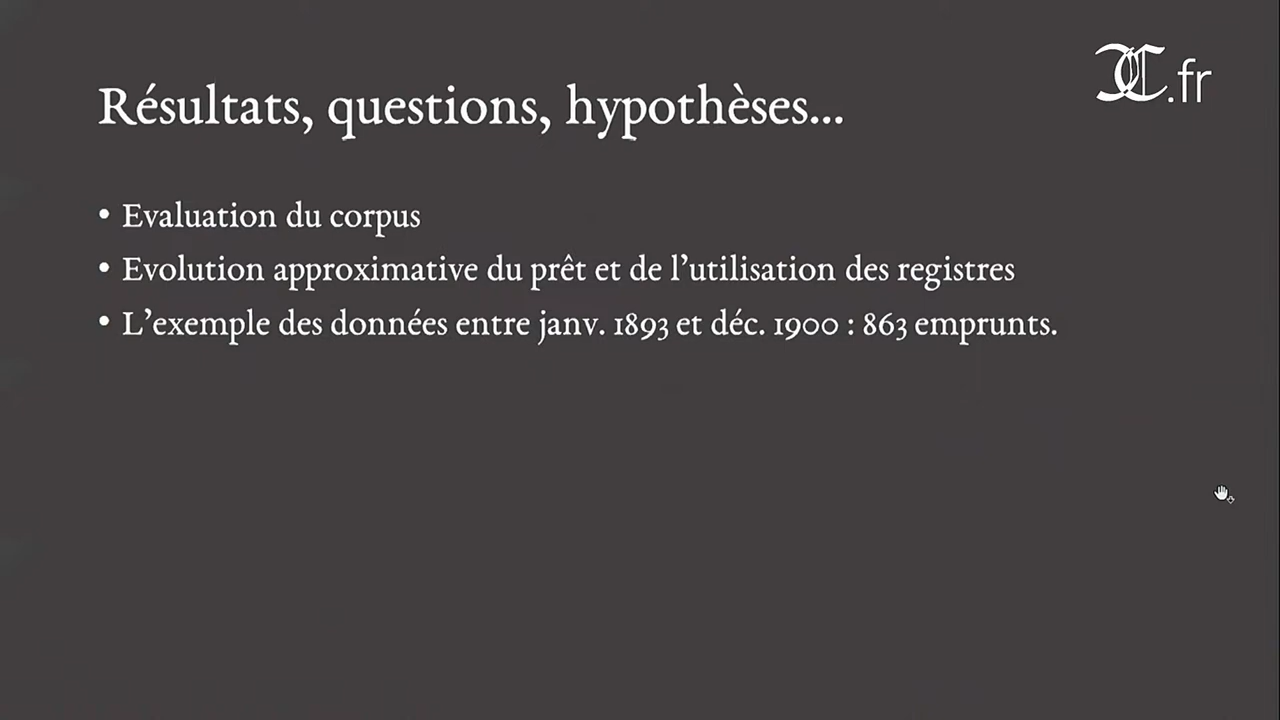 Résultats, questions, hypothèses...
.fr
• Evaluation du corpus
• Evolution approximative du prêt et de l’utilisation des registres
• L’exemple des données entre janv. 1893 et déc. 1900 : 863 emprunts.